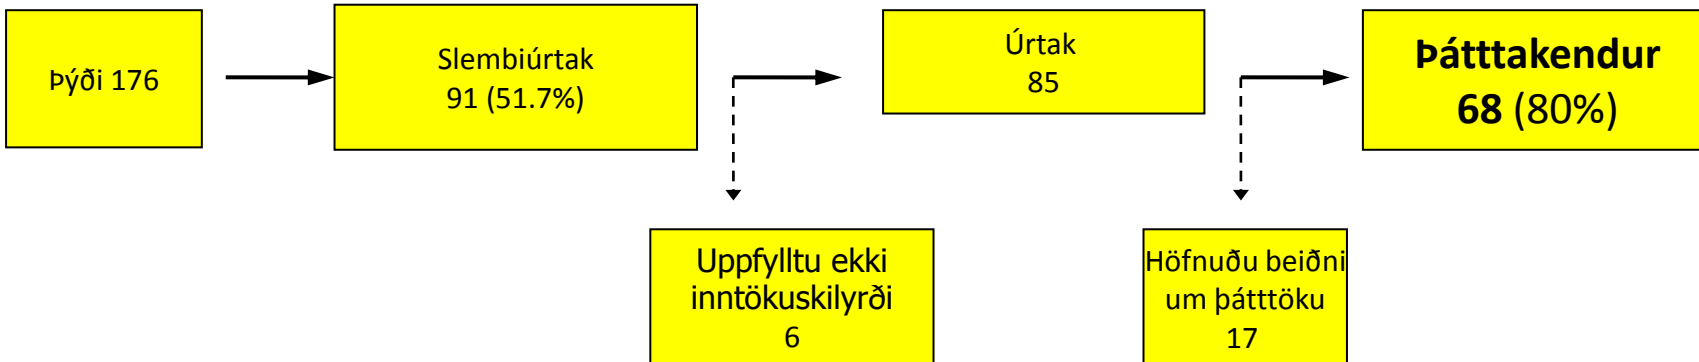 Þýði 176
Slembiúrtak
91 (51.7%)
Úrtak
85
Þátttakendur
68 (80%)
Uppfylltu ekki
inntökuskilyrði
6
Höfnuðu beiðni
um þátttöku
17